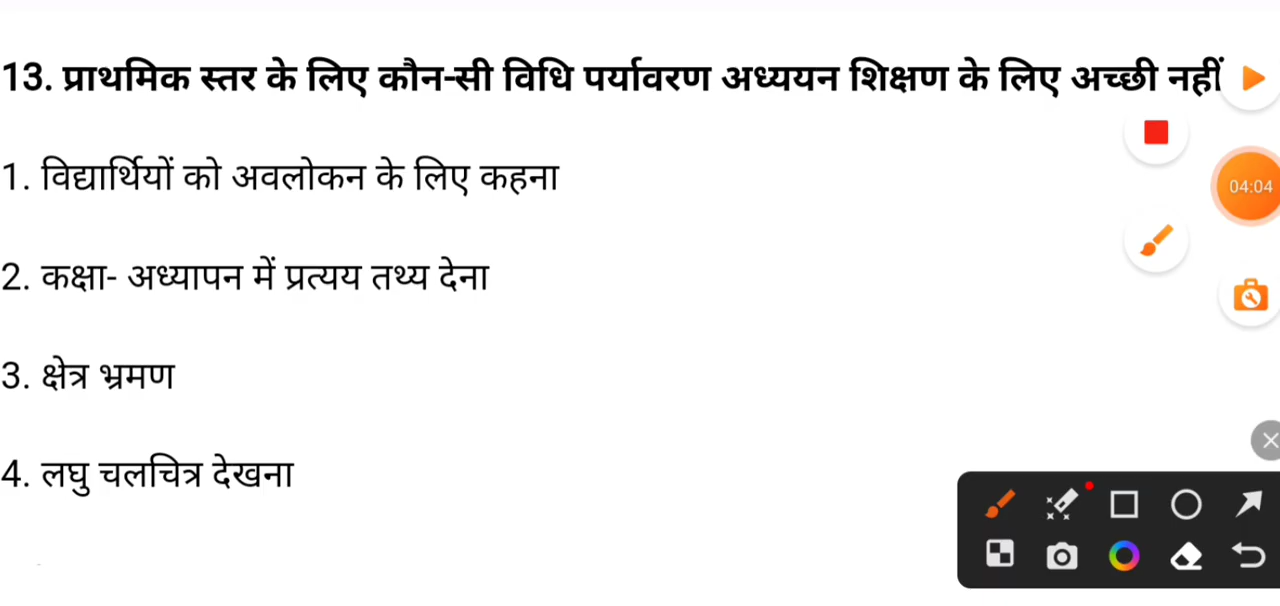 13. प्राथमिक स्तर के लिए कौन-सी विधि पर्यावरण अध्ययन शिक्षण के लिए अच्छी नहीं
1. विद्यार्थियों को अवलोकन के लिए कहना
04:04
2. कक्षा- अध्यापन में प्रत्यय तथ्य देना
3. क्षेत्र भ्रमण
4. लघु चलचित्र देखना